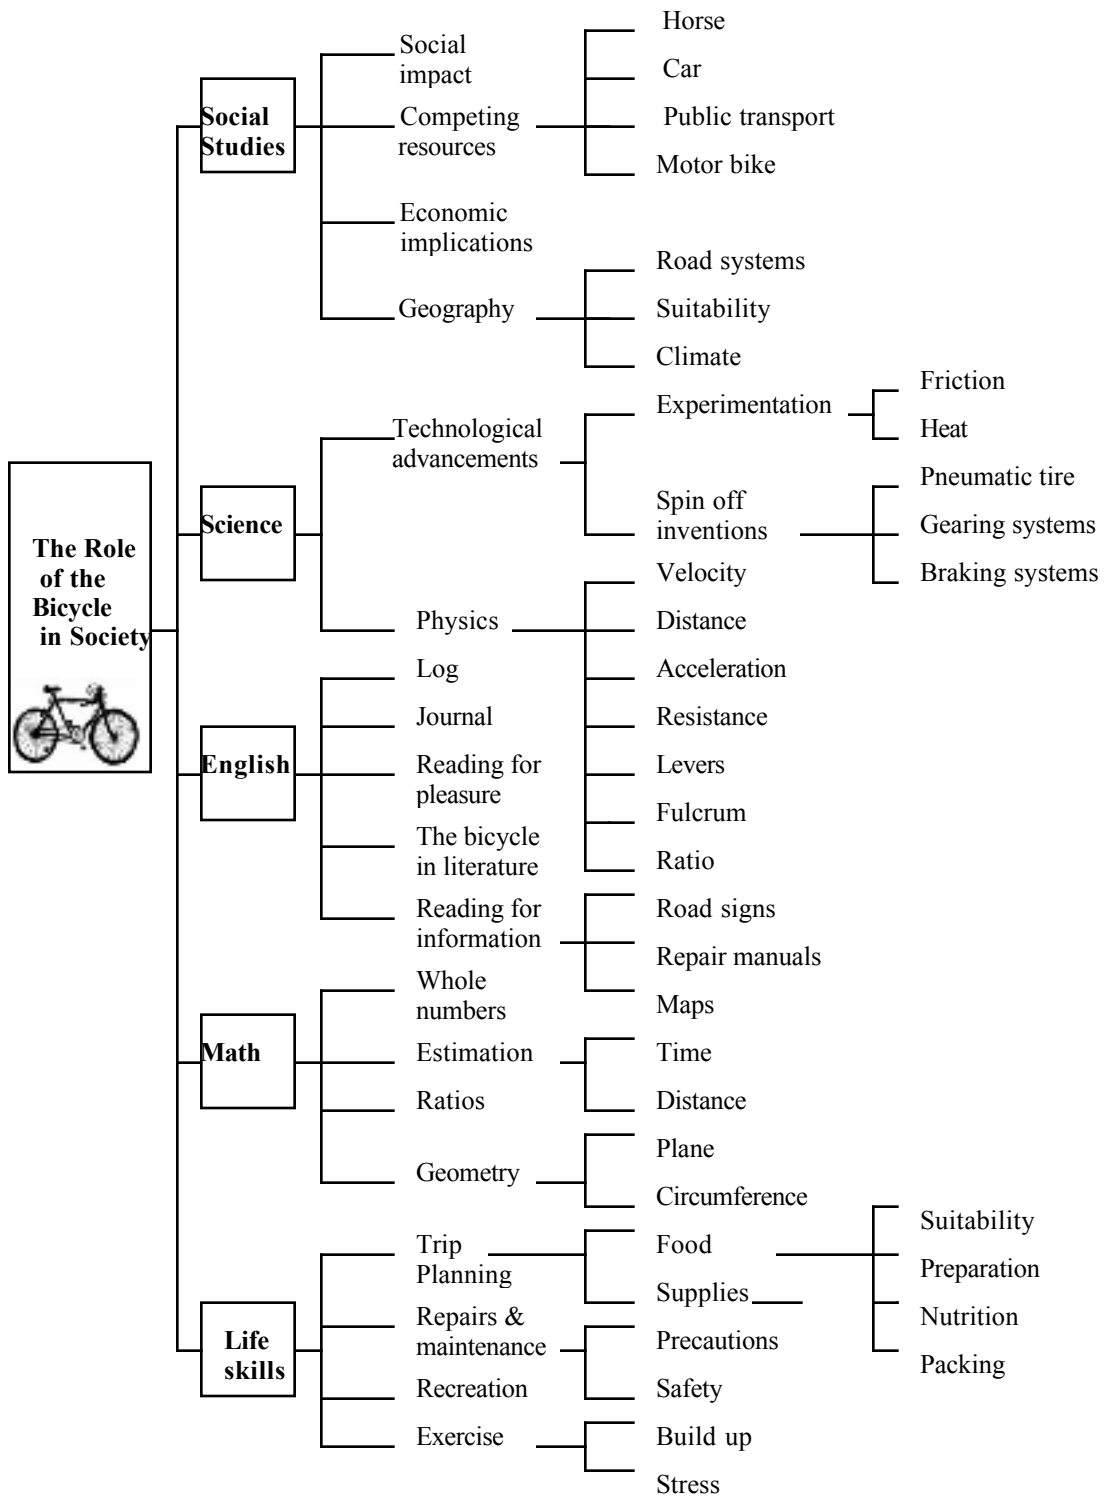 The Role
of the
Bicycle
in Society
Social
Studies
Social
impact
Competing
resources
Horse
Car
Public transport
Motor bike
Economic
implications
Geography
Road systems
Suitability
Climate
Science
Technological
advancements
Experimentation
Friction
Heat
Spin off
inventions
Pneumatic tire
Gearing systems
Braking systems
Physics
Velocity
Distance
Acceleration
Resistance
Levers
Fulcrum
Ratio
English
Log
Journal
Reading for
pleasure
The bicycle
in literature
Reading for
information
Road signs
Repair manuals
Maps
Math
Whole
numbers
Estimation
Time
Distance
Ratios
Geometry
Plane
Circumference
Life
skills
Trip
Planning
Food
Suitability
Preparation
Nutrition
Packing
Supplies
Repairs &
maintenance
Precautions
Safety
Recreation
Exercise
Build up
Stress